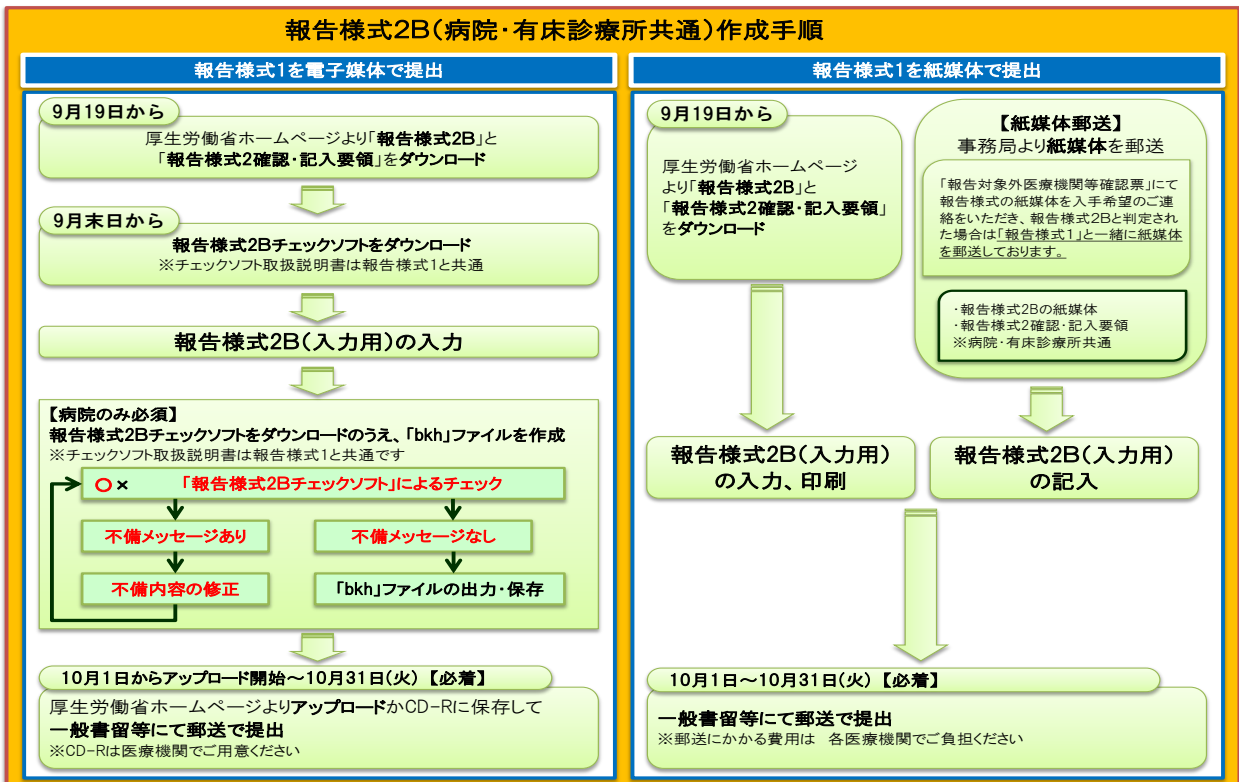 報告様式2B(病院・有床診療所共通)作成手順
報告様式1を電子媒体で提出
9月19日から
厚生労働省ホームページより「報告様式2B」と
「報告様式2確認・記入要領」をダウンロード
9月末日から
報告様式2Bチェックソフトをダウンロード
※チェックソフト取扱説明書は報告様式1と共通
報告様式2B(入力用)の入力
【病院のみ必須】
報告様式2Bチェックソフトをダウンロードのうえ、「bkh」ファイルを作成
※チェックソフト取扱説明書は報告様式1と共通です
○× 「報告様式2Bチェックソフト」によるチェック
不備メッセージあり
不備メッセージなし
不備内容の修正
「bkh」ファイルの出力・保存
10月1日からアップロード開始～10月31日(火) 【必着】
厚生労働省ホームページよりアップロードかCD-Rに保存して
一般書留等にて郵送で提出
※CD-Rは医療機関でご用意ください
報告様式1を紙媒体で提出
9月19日から
厚生労働省ホームページ
より「報告様式2B」と
「報告様式2確認・記入要領」
をダウンロード
【紙媒体郵送】
事務局より紙媒体を郵送
「報告対象外医療機関等確認票」にて
報告様式の紙媒体を入手希望のご連
絡をいただき、報告様式2Bと判定され
た場合は「報告様式1」と一緒に紙媒体
を郵送しております。
・報告様式2Bの紙媒体
・報告様式2確認・記入要領
※病院・有床診療所共通
報告様式2B(入力用)
の入力、印刷
報告様式2B(入力用)
の記入
10月1日～10月31日(火) 【必着】
一般書留等にて郵送で提出
※郵送にかかる費用は 各医療機関でご負担ください